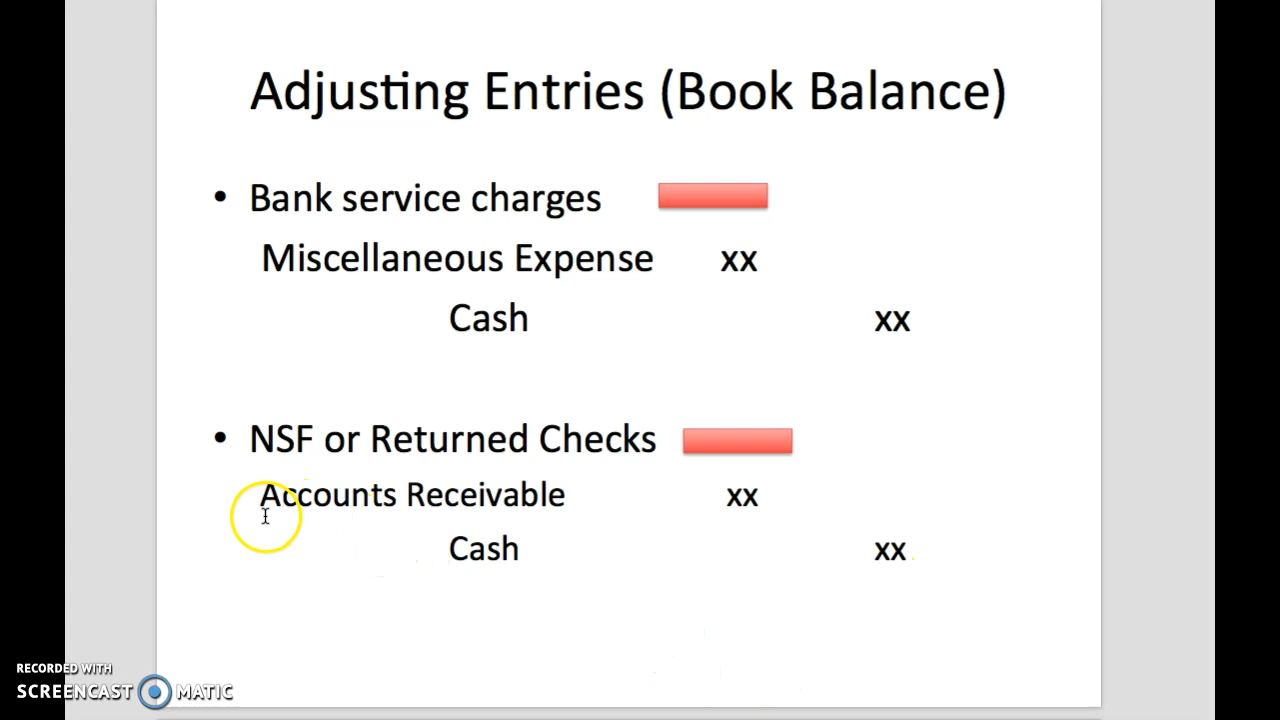 Adjusting Entries (Book Balance)
• Bank service charges
Miscellaneous Expense xx
Cash xx
• NSF or Returned Checks
Accounts Receivable xx
Cash xx
RECORDED WITH
SCREENCAST MATIC